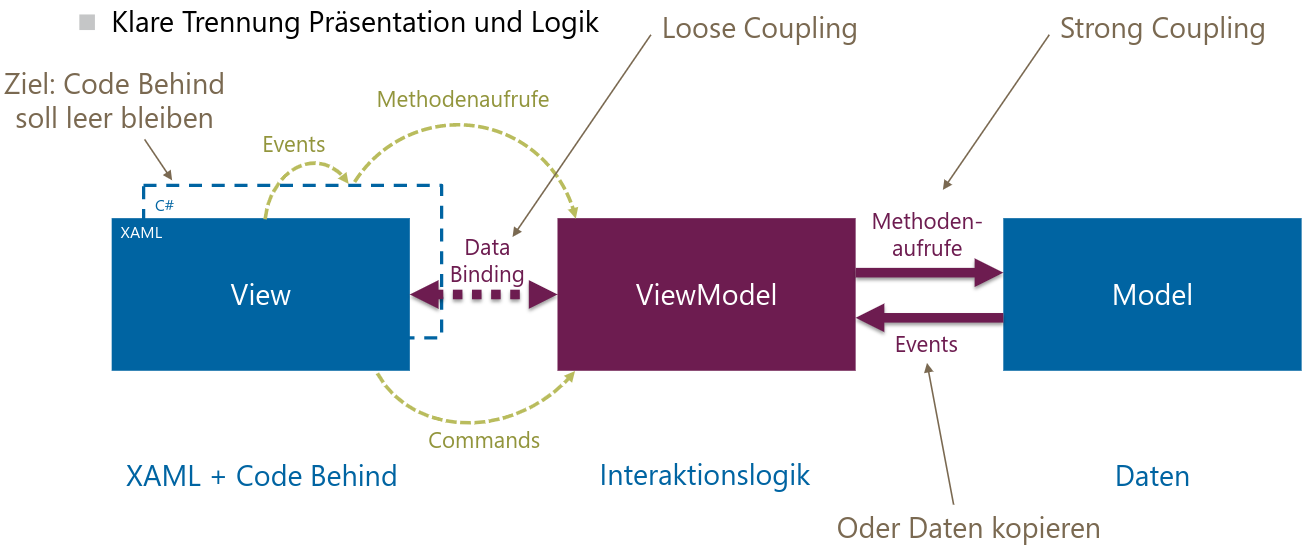 Klare Trennung Präsentation und Logik
Loose Coupling
Strong Coupling
Ziel: Code Behind
soll leer bleiben
Methodenaufrufe
Events
C#
XAML
View
Data
Binding
ViewModel
Methoden-
aufrufe
Events
Model
Commands
XAML + Code Behind
Interaktionslogik
Daten
Oder Daten kopieren